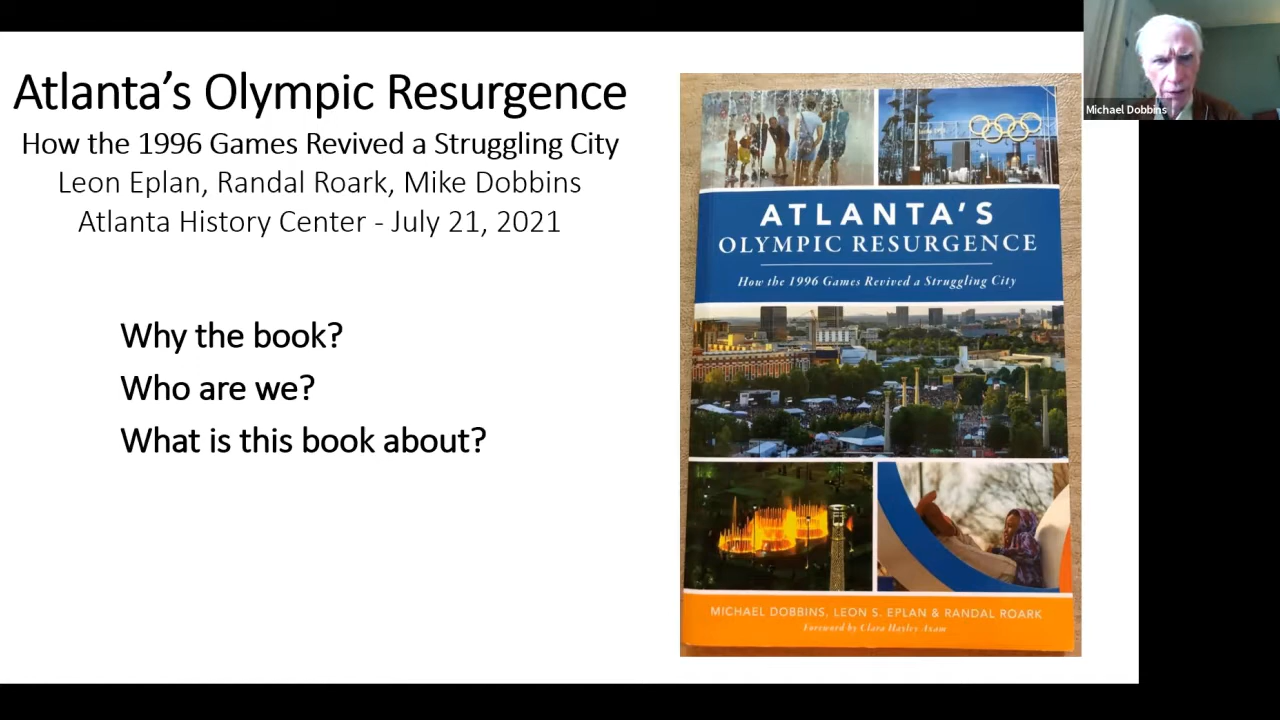 Atlanta’s Olympic Resurgence
How the 1996 Games Revived a Struggling City
Leon Eplan, Randal Roark, Mike Dobbins
Atlanta History Center - July 21, 2021
Why the book?
Who are we?
What is this book about?
ATLANTA'S
OLYMPIC RESURGENCE
How the 1996 Games Revived a Struggling City
MICHAEL DOBBINS, LEON S. EPLAN & RANDAL ROARK
Foreword by Clara Hayley Axam
Michael Dobbins